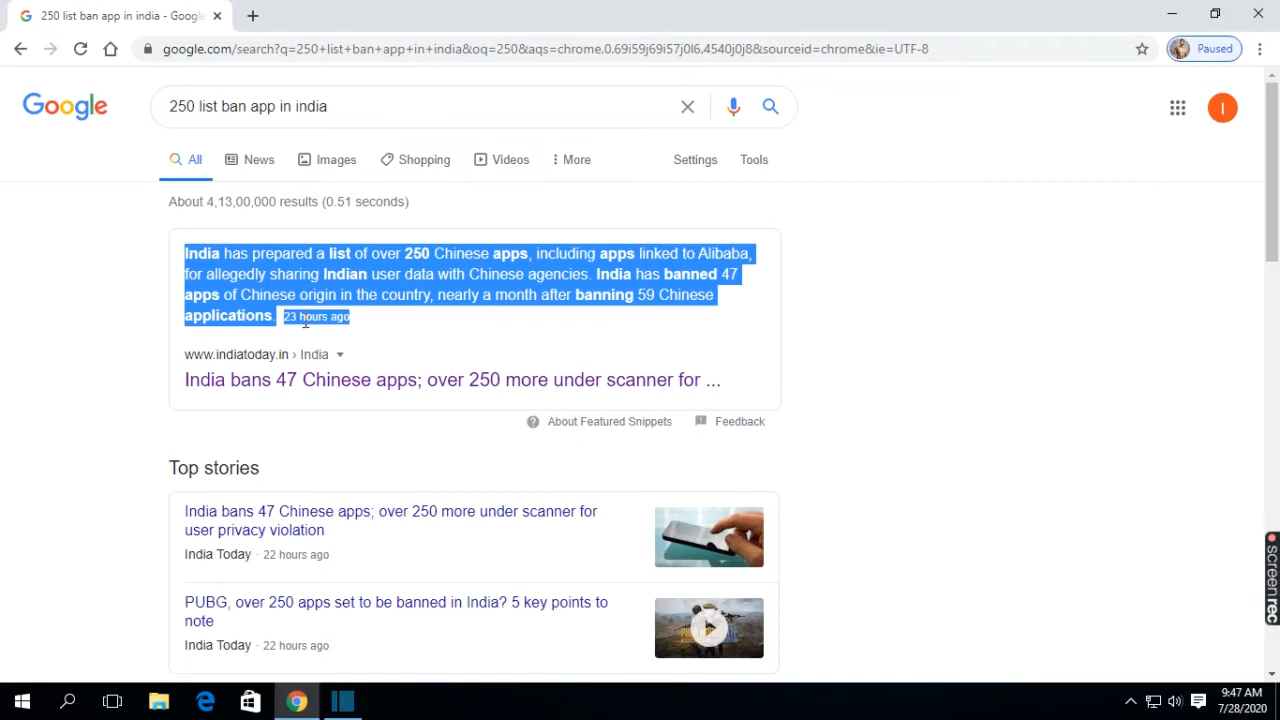 250 list ban app in india - Goog
google.com/search?q=250+list+ban+app+in+india&oq=250&aqs=chrome.0.69i59j69i57j0l6.4540j0j8&sourceid=chrome&ie=UTF-8
Paused
Google
250 list ban app in india
I
All News Images Shopping Videos More Settings Tools
About 4,13,00,000 results (0.51 seconds)
India has prepared a list of over 250 Chinese apps, including apps linked to Alibaba,
for allegedly sharing Indian user data with Chinese agencies. India has banned 47
apps of Chinese origin in the country, nearly a month after banning 59 Chinese
applications. 23 hours ago
www.indiatoday.in › India
India bans 47 Chinese apps; over 250 more under scanner for ...
About Featured Snippets Feedback
Top stories
India bans 47 Chinese apps; over 250 more under scanner for
user privacy violation
India Today · 22 hours ago
PUBG, over 250 apps set to be banned in India? 5 key points to
note
India Today · 22 hours ago
screenrec
9:47 AM
7/28/2020